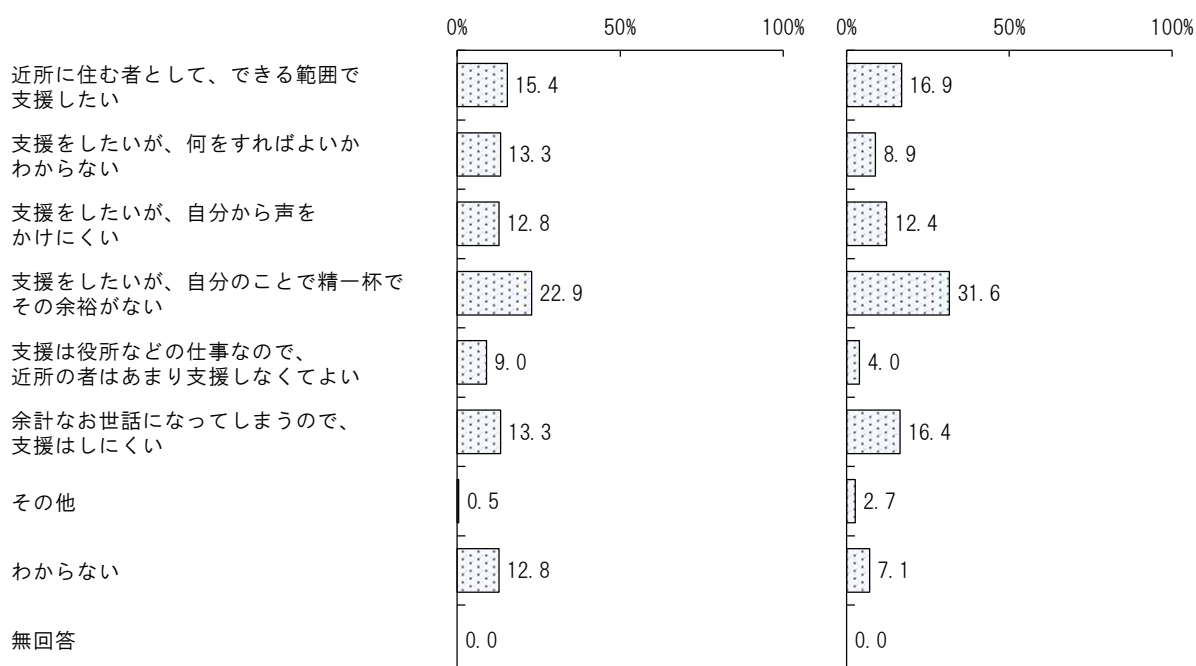 0% 50% 100% 0% 50% 100%
近所に住む者として、できる範囲で
支援したい
15.4 16.9
支援をしたいが、何をすればよいか
わからない
13.3 8.9
支援をしたいが、自分から声を
かけにくい
12.8 12.4
支援をしたいが、自分のことで精一杯で
その余裕がない
22.9 31.6
支援は役所などの仕事なので、
近所の者はあまり支援しなくてよい
9.0 4.0
余計なお世話になってしまうので、
支援はしにくい
13.3 16.4
その他 0.5 2.7
わからない 12.8 7.1
無回答 0.0 0.0